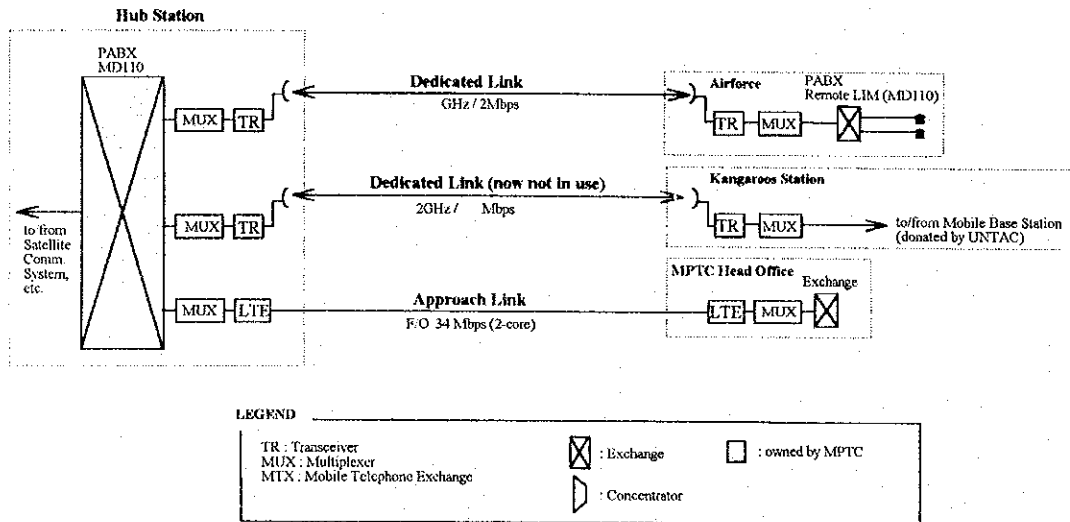 Hub Station
PABX
MD110
MUX
TR
Dedicated Link
GHz / 2Mbps
Airforce
PABX
Remote LIM (MD110)
TR
MUX
MUX
TR
Dedicated Link (now not in use)
2GHz / Mbps
Kangaroos Station
TR
MUX
to/from Mobile Base Station
(donated by UNTAC)
to/from
Satellite
Comm.
System,
etc.
MUX
LTE
Approach Link
F/O 34 Mbps (2-core)
MPTC Head Office
Exchange
LTE
MUX
LEGEND
TR : Transceiver
MUX : Multiplexer
MTX : Mobile Telephone Exchange
: Exchange
: Concentrator
: owned by MPTC